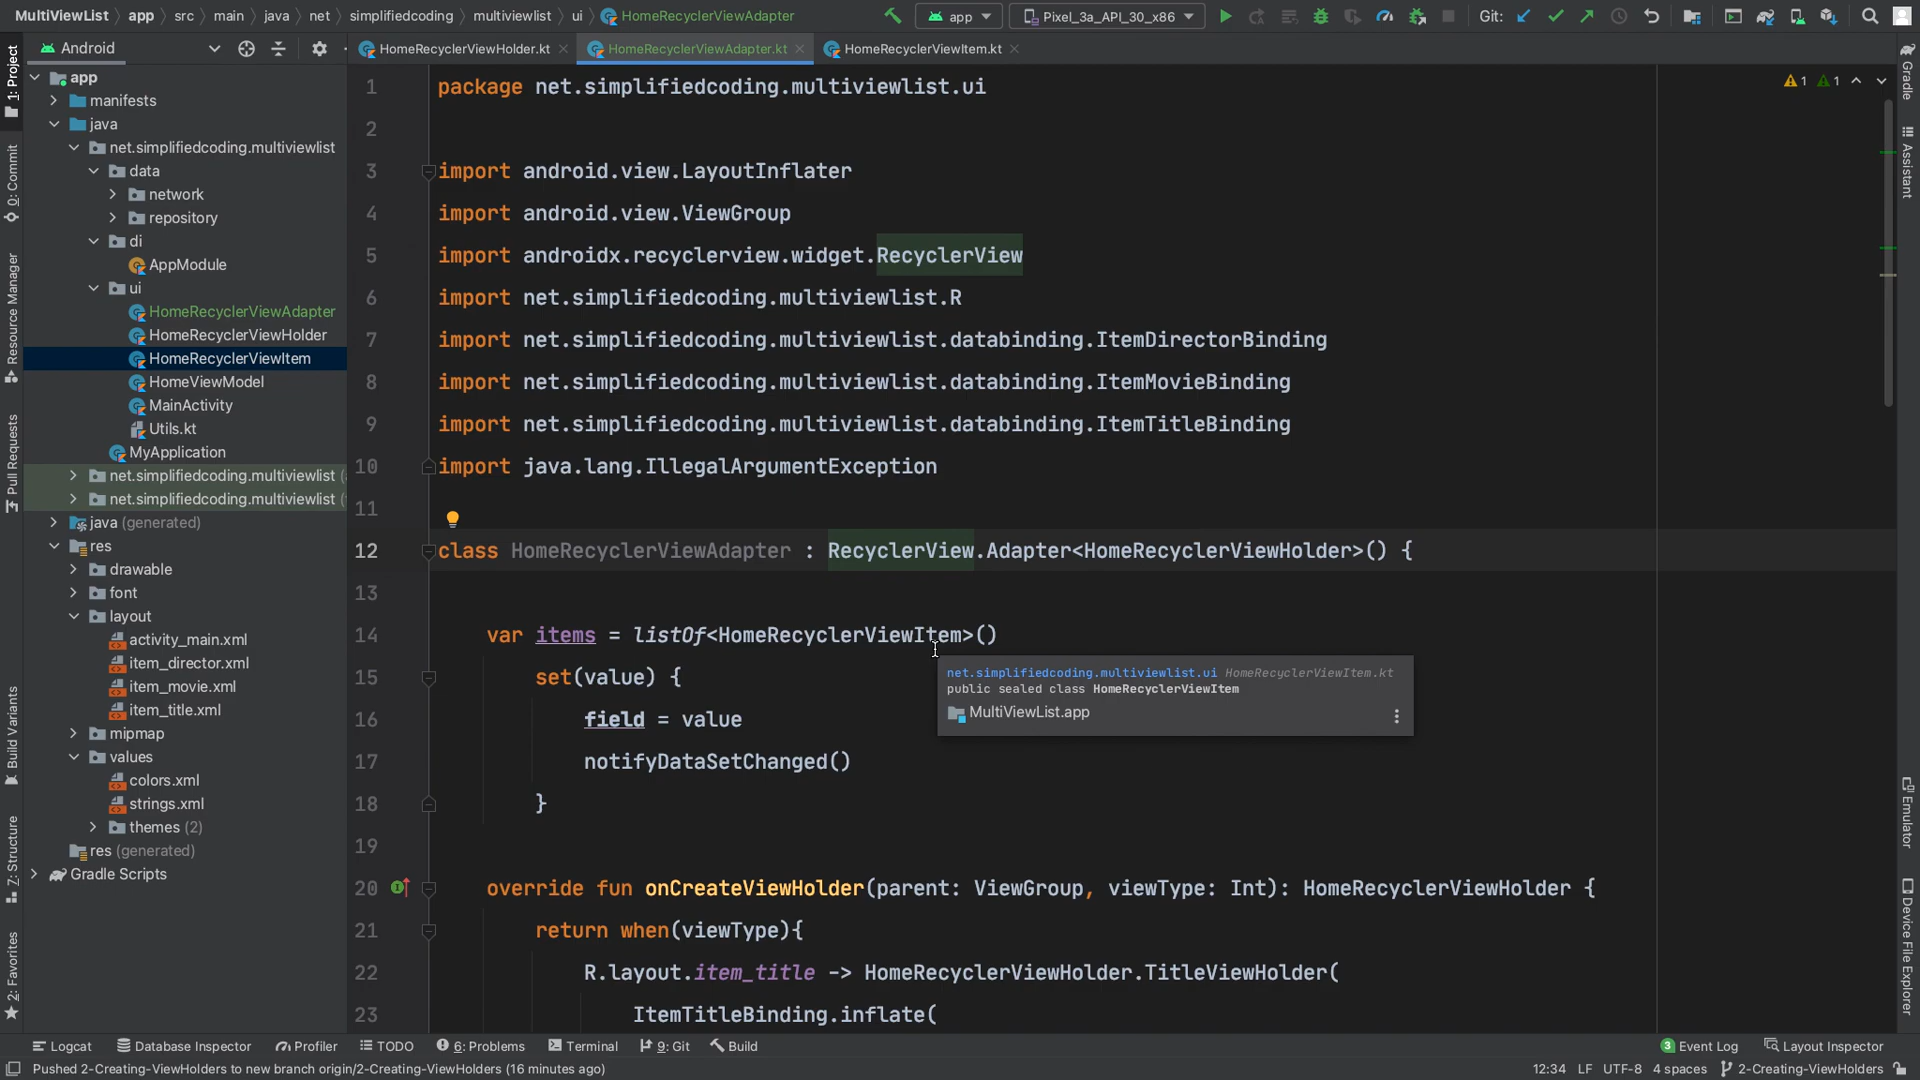 MultiViewList app src main java net simplifiedcoding multiviewlist ui HomeRecyclerViewAdapter app Pixel_3a_API_30_x86 Git:
Android
HomeRecyclerViewHolder.kt HomeRecyclerViewAdapter.kt HomeRecyclerViewItem.kt
1: Project
0: Commit
Resource Manager
Pull Requests
Build Variants
7: Structure
2: Favorites
app
manifests
java
net.simplifiedcoding.multiviewlist
data
network
repository
di
AppModule
ui
HomeRecyclerViewAdapter
HomeRecyclerViewHolder
HomeRecyclerViewItem
HomeViewModel
MainActivity
Utils.kt
MyApplication
net.simplifiedcoding.multiviewlist
net.simplifiedcoding.multiviewlist
java (generated)
res
drawable
font
layout
activity_main.xml
item_director.xml
item_movie.xml
item_title.xml
mipmap
values
colors.xml
strings.xml
themes (2)
res (generated)
Gradle Scripts
1 package net.simplifiedcoding.multiviewlist.ui
2
3 import android.view.LayoutInflater
4 import android.view.ViewGroup
5 import androidx.recyclerview.widget.RecyclerView
6 import net.simplifiedcoding.multiviewlist.R
7 import net.simplifiedcoding.multiviewlist.databinding.ItemDirectorBinding
8 import net.simplifiedcoding.multiviewlist.databinding.ItemMovieBinding
9 import net.simplifiedcoding.multiviewlist.databinding.ItemTitleBinding
10 import java.lang.IllegalArgumentException
11
12 class HomeRecyclerViewAdapter : RecyclerView.Adapter<HomeRecyclerViewHolder>() {
13
14 var items = listOf<HomeRecyclerViewItem>()
15 set(value) {
16 field = value
17 notifyDataSetChanged()
18 }
19
20 override fun onCreateViewHolder(parent: ViewGroup, viewType: Int): HomeRecyclerViewHolder {
21 return when(viewType){
22 R.layout.item_title -> HomeRecyclerViewHolder.TitleViewHolder(
23 ItemTitleBinding.inflate(
net.simplifiedcoding.multiviewlist.ui HomeRecyclerViewItem.kt
public sealed class HomeRecyclerViewItem
MultiViewList.app
1 1
Gradle
Assistant
Emulator
Device File Explorer
Logcat Database Inspector Profiler TODO 6: Problems Terminal 9: Git Build 3 Event Log Layout Inspector
Pushed 2-Creating-ViewHolders to new branch origin/2-Creating-ViewHolders (16 minutes ago) 12:34 LF UTF-8 4 spaces 2-Creating-ViewHolders